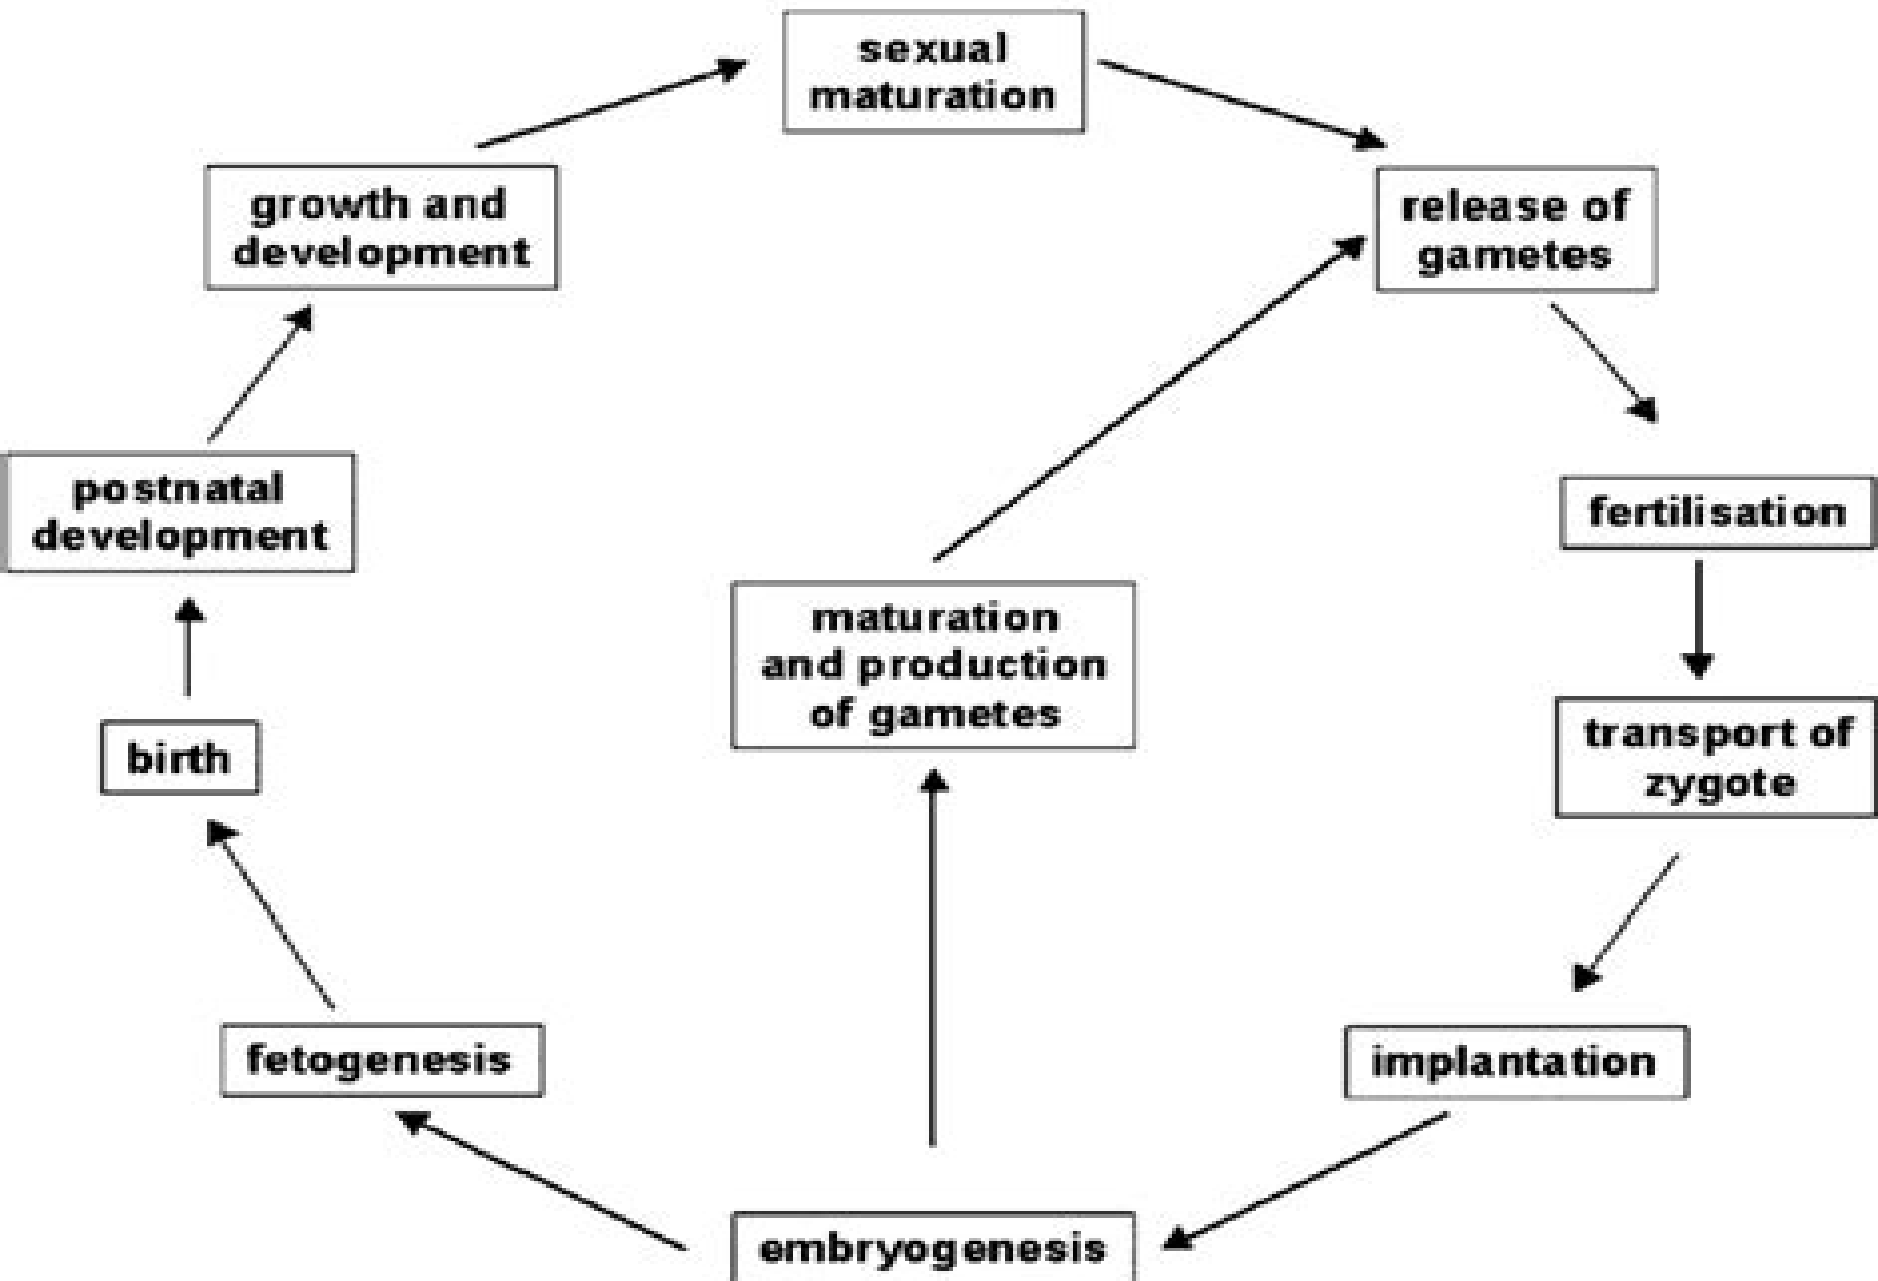 sexual
maturation
growth and
development
release of
gametes
postnatal
development
fertilisation
maturation
and production
of gametes
transport of
zygote
birth
fetogenesis
implantation
embryogenesis